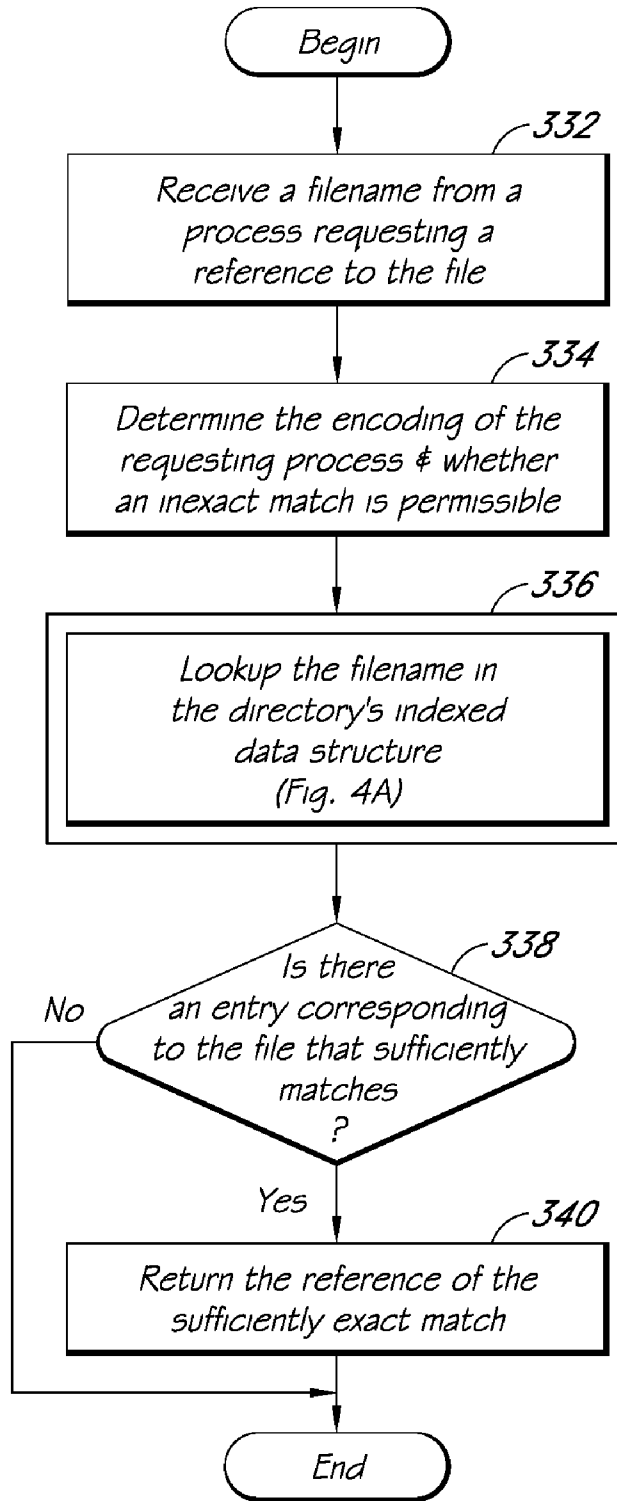 Begin
332
Receive a filename from a
process requesting a
reference to the file
334
Determine the encoding of the
requesting process & whether
an inexact match is permissible
336
Lookup the filename in
the directory's indexed
data structure
(Fig. 4A)
338
Is there
an entry corresponding
to the file that sufficiently
matches
?
No
Yes
340
Return the reference of the
sufficiently exact match
End